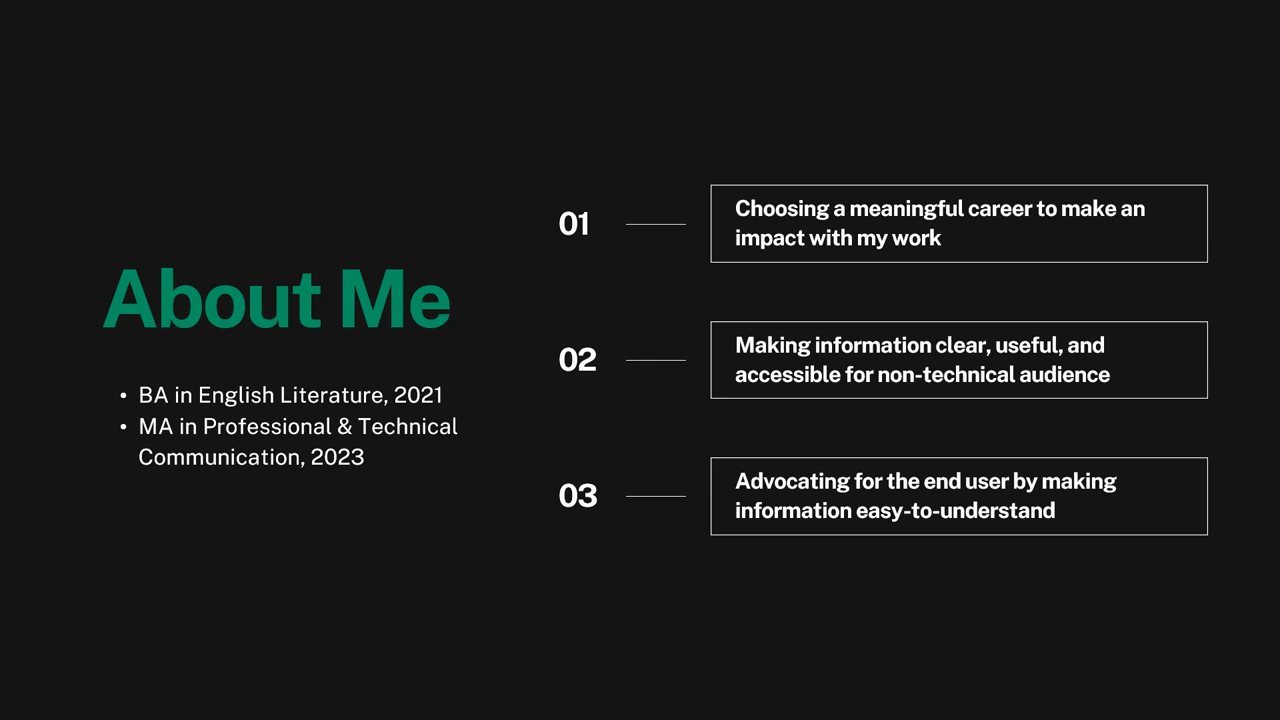 About Me
• BA in English Literature, 2021
• MA in Professional & Technical
Communication, 2023
01
Choosing a meaningful career to make an
impact with my work
02
Making information clear, useful, and
accessible for non-technical audience
03
Advocating for the end user by making
information easy-to-understand